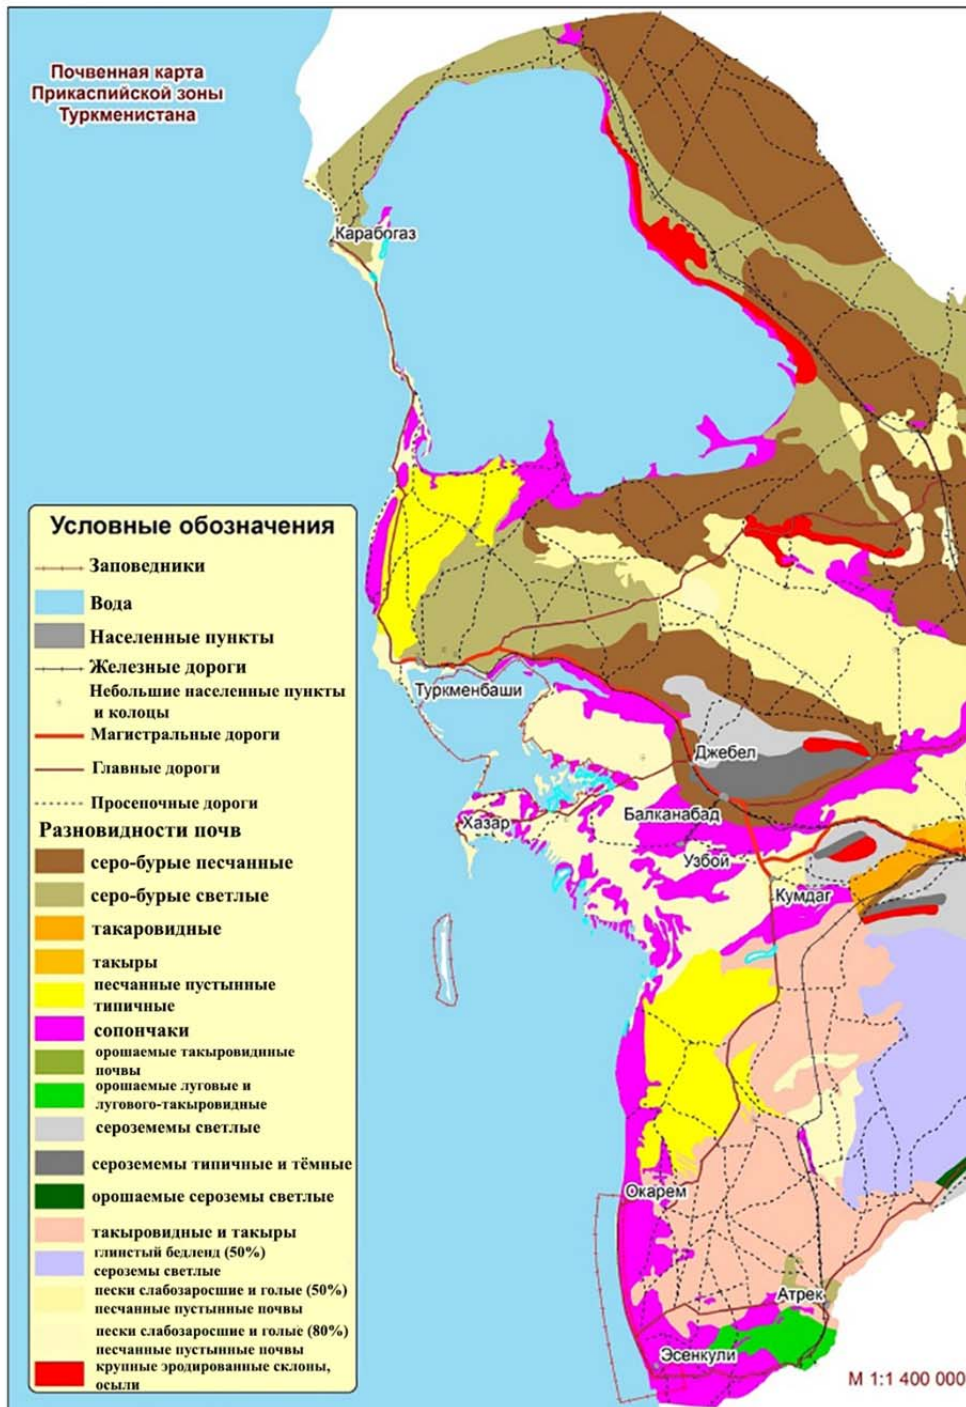 Почвенная карта
Прикаспийской зоны
Туркменистана
Карабогаз
Туркменбаши
Джебел
Хазар
Балканабад
Узбой
Кумдаг
Окарем
Атрек
Эсенкули
М 1:1 400 000
Условные обозначения
Заповедники
Вода
Населенные пункты
Железные дороги
Небольшие населенные пункты
и колоцы
Магистральные дороги
Главные дороги
Просепочные дороги
Разновидности почв
серо-бурые песчанные
серо-бурые светлые
такаровидные
такыры
песчанные пустынные
типичные
сопончаки
орошаемые такыровиднные
почвы
орошаемые луговые и
лугового-такыровидные
сероземемы светлые
сероземемы типичные и тёмные
орошаемые сероземы светлые
такыровидные и такыры
глинстый бедленд (50%)
сероземы светлые
пески слабозаросшие и голые (50%)
песчанные пустынные почвы
пески слабозаросшие и голые (80%)
песчанные пустынные почвы
крупные эродированные склоны,
осыли